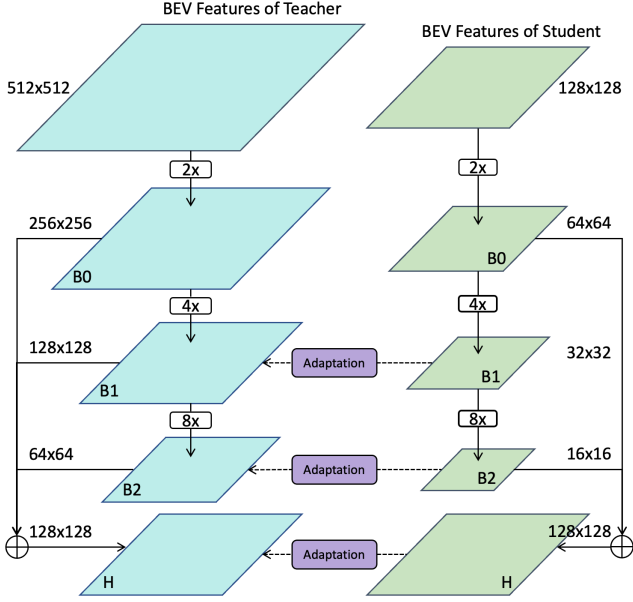 BEV Features of Teacher
BEV Features of Student
512x512
128x128
2x
2x
256x256
64x64
B0
B0
4x
4x
128x128
Adaptation
32x32
B1
B1
8x
8x
64x64
Adaptation
16x16
B2
B2
128x128
Adaptation
128x128
H
H